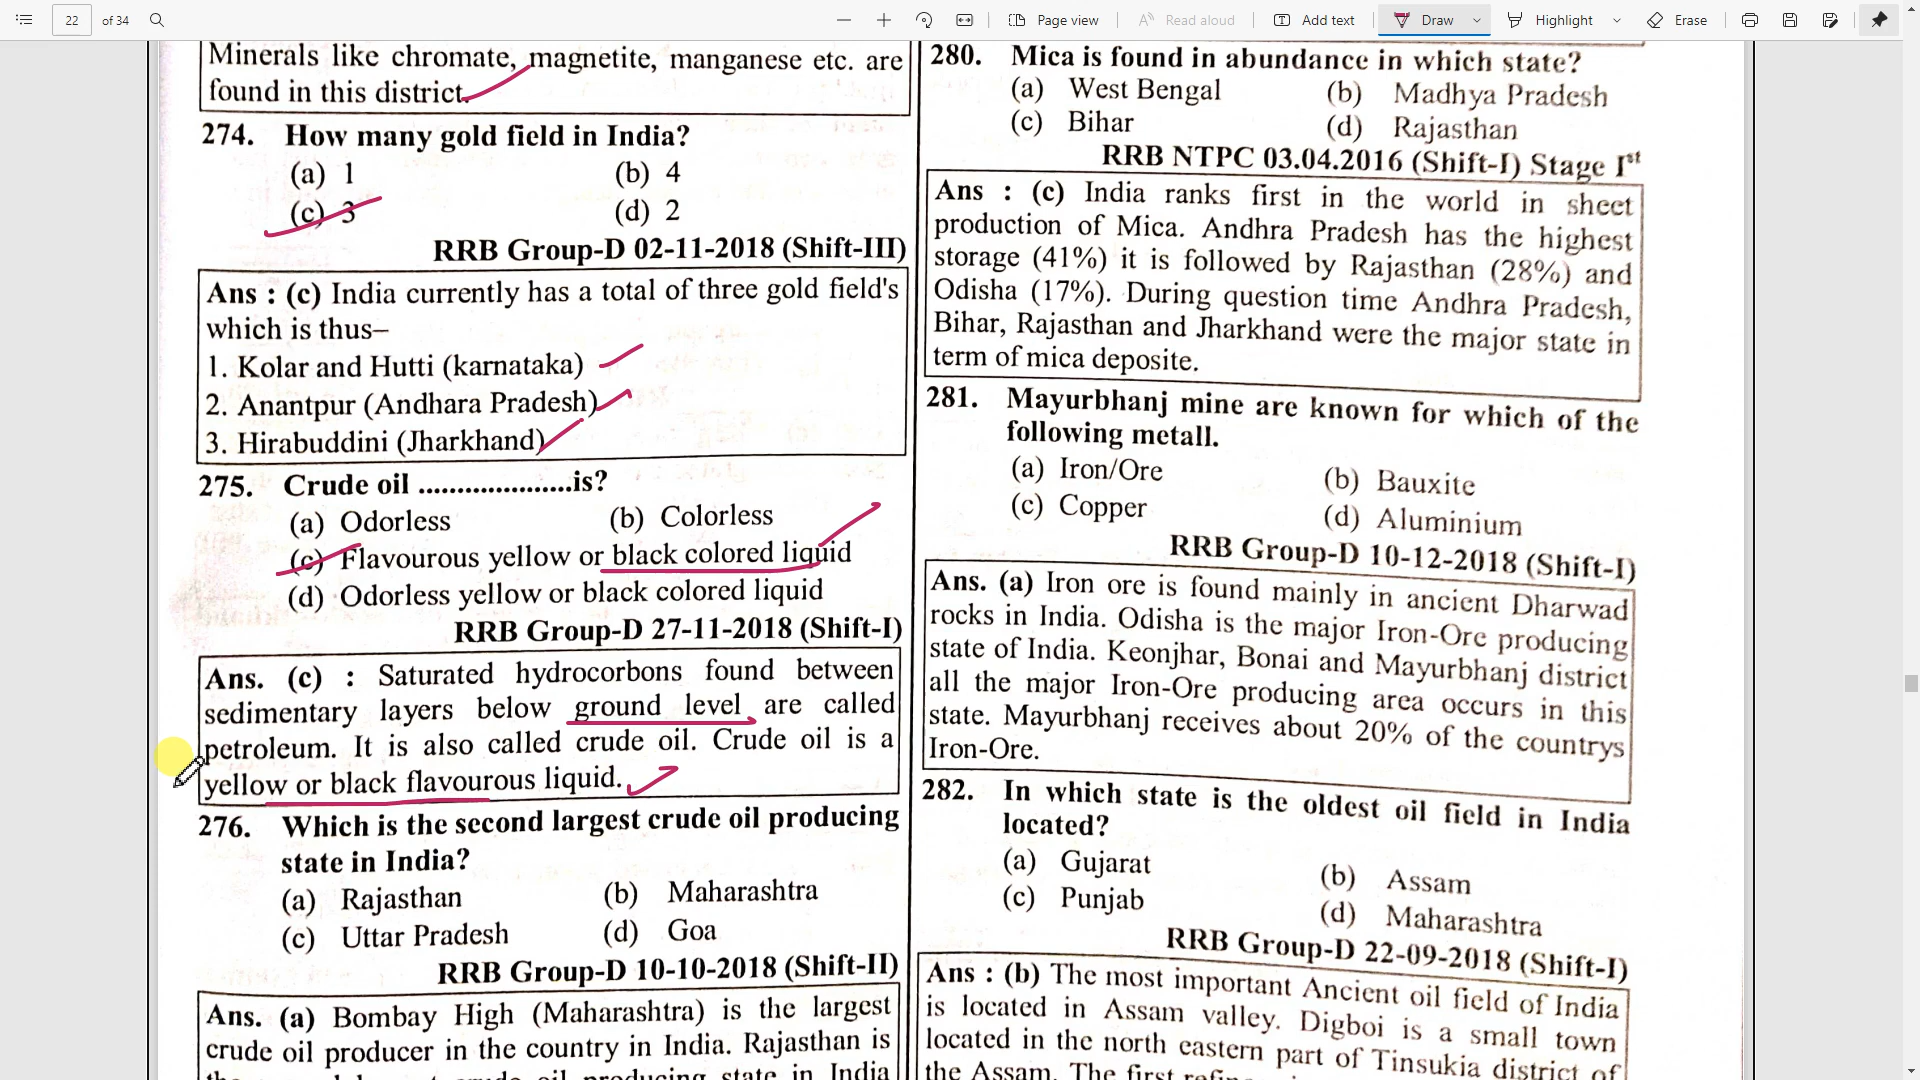 22 of 34
Page view
Read aloud
Add text
Draw
Highlight
Erase
Minerals like chromate, magnetite, manganese etc. are
found in this district.
274. How many gold field in India?
(a) 1 (b) 4
(c) 3 (d) 2
RRB Group-D 02-11-2018 (Shift-III)
Ans : (c) India currently has a total of three gold field's
which is thus–
1. Kolar and Hutti (karnataka)
2. Anantpur (Andhara Pradesh)
3. Hirabuddini (Jharkhand)
275. Crude oil .....................is?
(a) Odorless (b) Colorless
(c) Flavourous yellow or black colored liquid
(d) Odorless yellow or black colored liquid
RRB Group-D 27-11-2018 (Shift-I)
Ans. (c) : Saturated hydrocorbons found between
sedimentary layers below ground level are called
petroleum. It is also called crude oil. Crude oil is a
yellow or black flavourous liquid.
276. Which is the second largest crude oil producing
state in India?
(a) Rajasthan (b) Maharashtra
(c) Uttar Pradesh (d) Goa
RRB Group-D 10-10-2018 (Shift-II)
Ans. (a) Bombay High (Maharashtra) is the largest
crude oil producer in the country in India. Rajasthan is
oil producing state in India
280. Mica is found in abundance in which state?
(a) West Bengal (b) Madhya Pradesh
(c) Bihar (d) Rajasthan
RRB NTPC 03.04.2016 (Shift-I) Stage Ist
Ans : (c) India ranks first in the world in sheet
production of Mica. Andhra Pradesh has the highest
storage (41%) it is followed by Rajasthan (28%) and
Odisha (17%). During question time Andhra Pradesh,
Bihar, Rajasthan and Jharkhand were the major state in
term of mica deposite.
281. Mayurbhanj mine are known for which of the
following metall.
(a) Iron/Ore (b) Bauxite
(c) Copper (d) Aluminium
RRB Group-D 10-12-2018 (Shift-I)
Ans. (a) Iron ore is found mainly in ancient Dharwad
rocks in India. Odisha is the major Iron-Ore producing
state of India. Keonjhar, Bonai and Mayurbhanj district
all the major Iron-Ore producing area occurs in this
state. Mayurbhanj receives about 20% of the countrys
Iron-Ore.
282. In which state is the oldest oil field in India
located?
(a) Gujarat (b) Assam
(c) Punjab (d) Maharashtra
RRB Group-D 22-09-2018 (Shift-I)
Ans : (b) The most important Ancient oil field of India
is located in Assam valley. Digboi is a small town
located in the north eastern part of Tinsukia district of
the Assam. The first